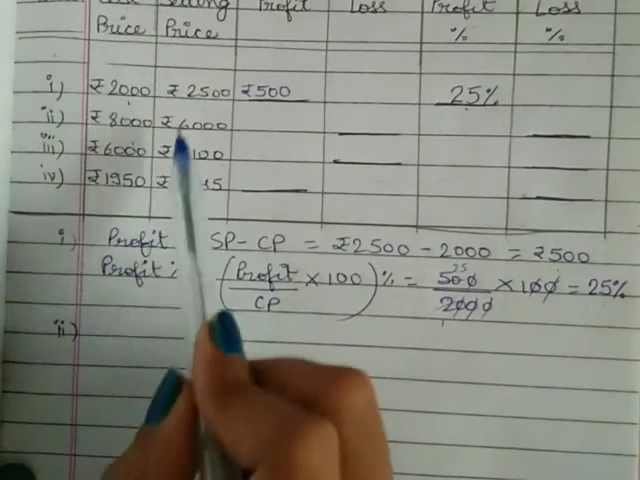 Profit Loss Profit Loss
Price Price % %
i) ₹2000 ₹2500 ₹500 25%
ii) ₹8000 ₹6000
iii) ₹6000 ₹ 100
iv) ₹1950 ₹ 15
i) Profit SP-CP = ₹2500 - 2000 = ₹500
Profit: (Profit/CP × 100)% = 500/2000 × 100 = 25%
ii)